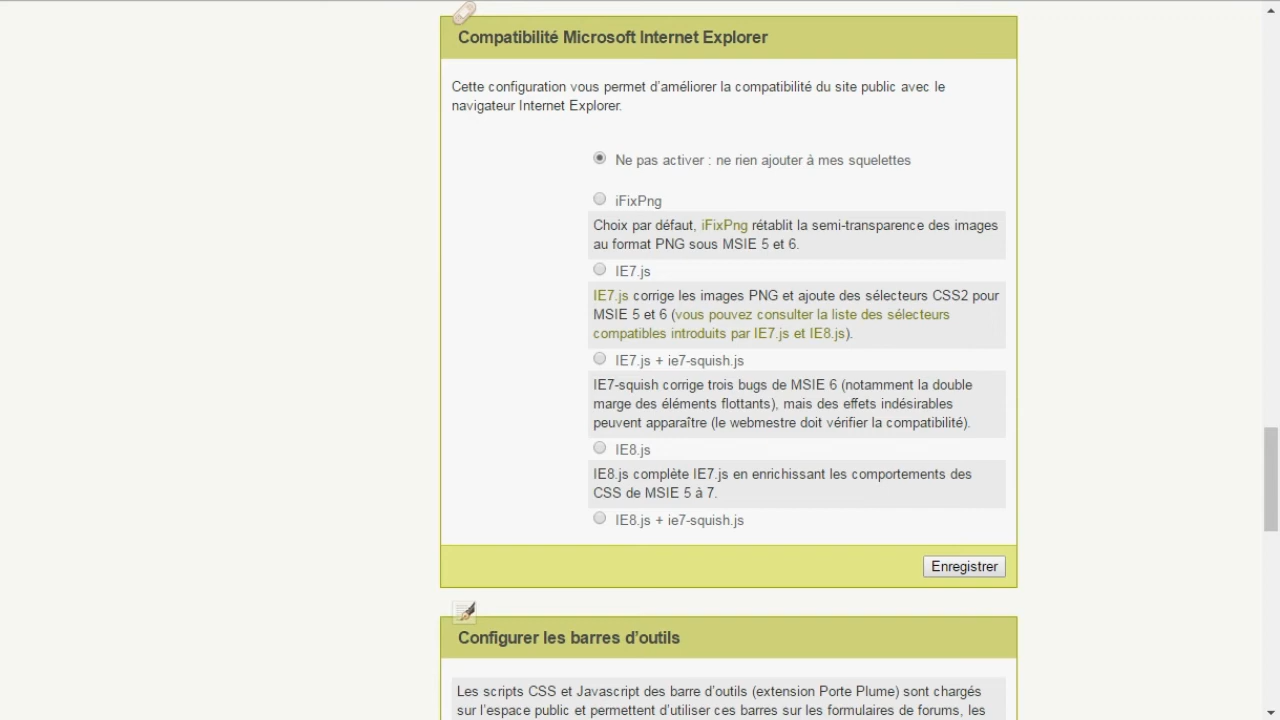 Compatibilité Microsoft Internet Explorer
Cette configuration vous permet d’améliorer la compatibilité du site public avec le
navigateur Internet Explorer.
Ne pas activer : ne rien ajouter à mes squelettes
iFixPng
Choix par défaut, iFixPng rétablit la semi-transparence des images
au format PNG sous MSIE 5 et 6.
IE7.js
IE7.js corrige les images PNG et ajoute des sélecteurs CSS2 pour
MSIE 5 et 6 (vous pouvez consulter la liste des sélecteurs
compatibles introduits par IE7.js et IE8.js).
IE7.js + ie7-squish.js
IE7-squish corrige trois bugs de MSIE 6 (notamment la double
marge des éléments flottants), mais des effets indésirables
peuvent apparaître (le webmestre doit vérifier la compatibilité).
IE8.js
IE8.js complète IE7.js en enrichissant les comportements des
CSS de MSIE 5 à 7.
IE8.js + ie7-squish.js
Enregistrer
Configurer les barres d’outils
Les scripts CSS et Javascript des barre d’outils (extension Porte Plume) sont chargés
sur l’espace public et permettent d’utiliser ces barres sur les formulaires de forums, les